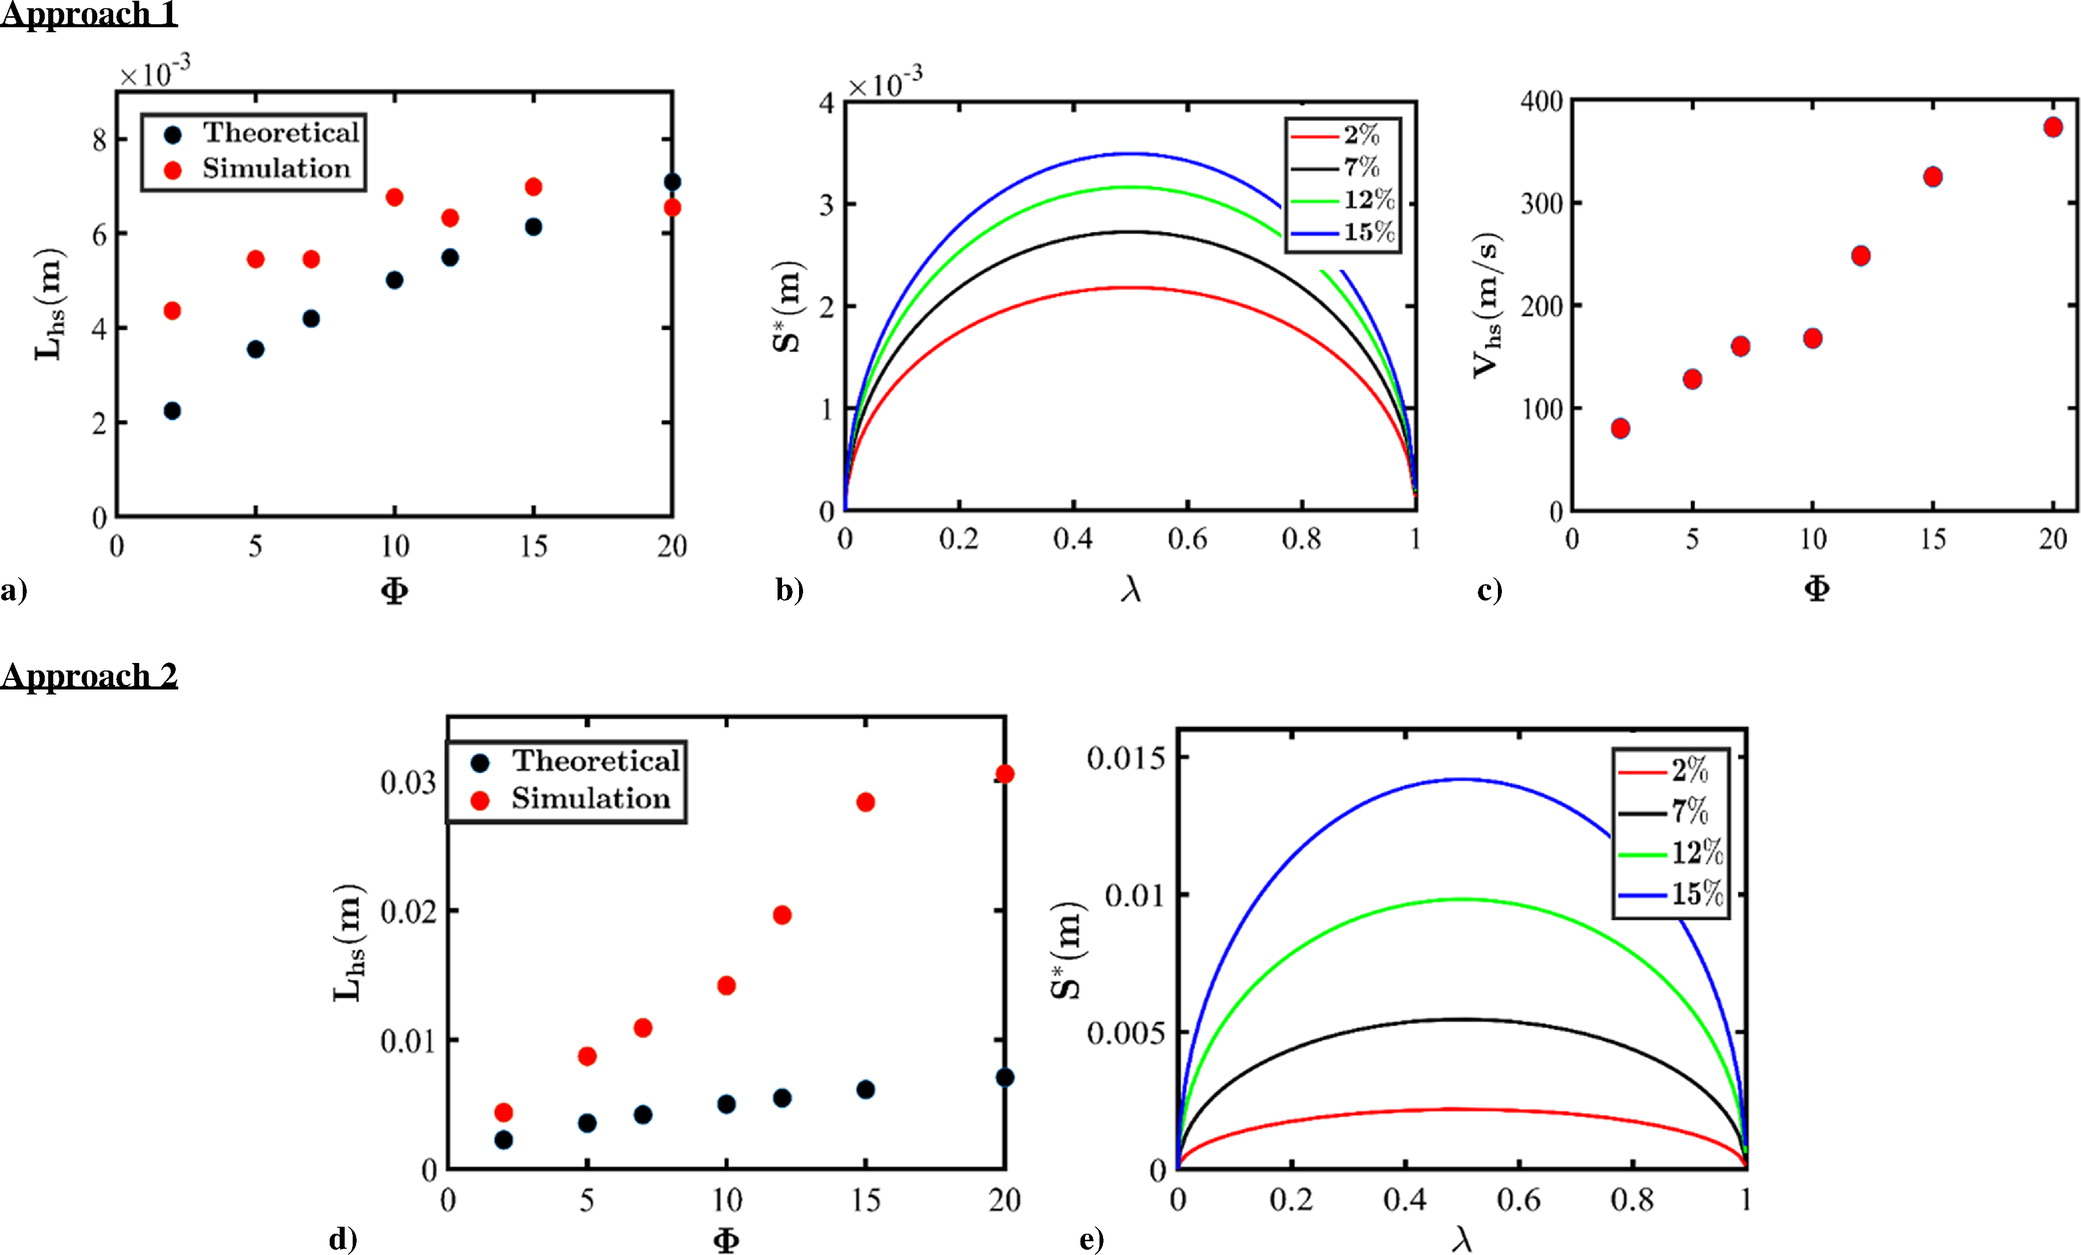 Approach 1
×10⁻³
8
6
4
2
0
0 5 10 15 20
Lhs(m)
Φ
Theoretical
Simulation
a)
×10⁻³
4
3
2
1
0
0 0.2 0.4 0.6 0.8 1
S*(m)
λ
2%
7%
12%
15%
b)
400
300
200
100
0
0 5 10 15 20
Vhs(m/s)
Φ
c)
Approach 2
0.03
0.02
0.01
0
0 5 10 15 20
Lhs(m)
Φ
Theoretical
Simulation
d)
0.015
0.01
0.005
0
0 0.2 0.4 0.6 0.8 1
S*(m)
λ
2%
7%
12%
15%
e)